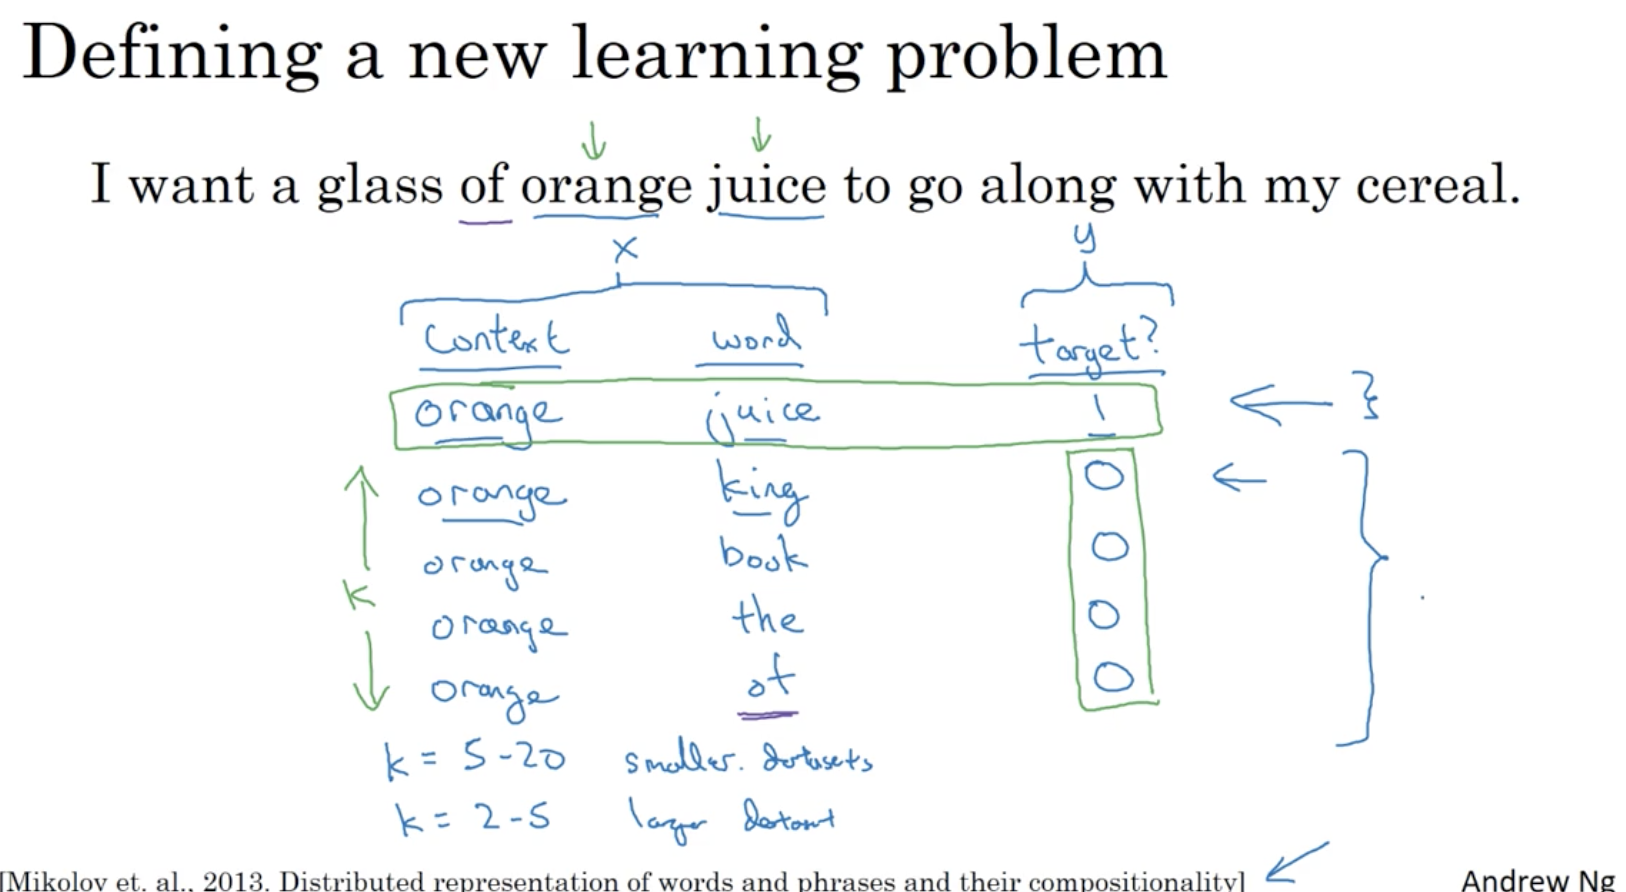 Defining a new learning problem
I want a glass of orange juice to go along with my cereal.
x y
Context word target?
orange juice 1
orange king 0
orange book 0
orange the 0
orange of 0
k
k = 5-20 smaller. datasets
k = 2-5 larger dataset
[Mikolov et. al., 2013. Distributed representation of words and phrases and their compositionality]
Andrew Ng